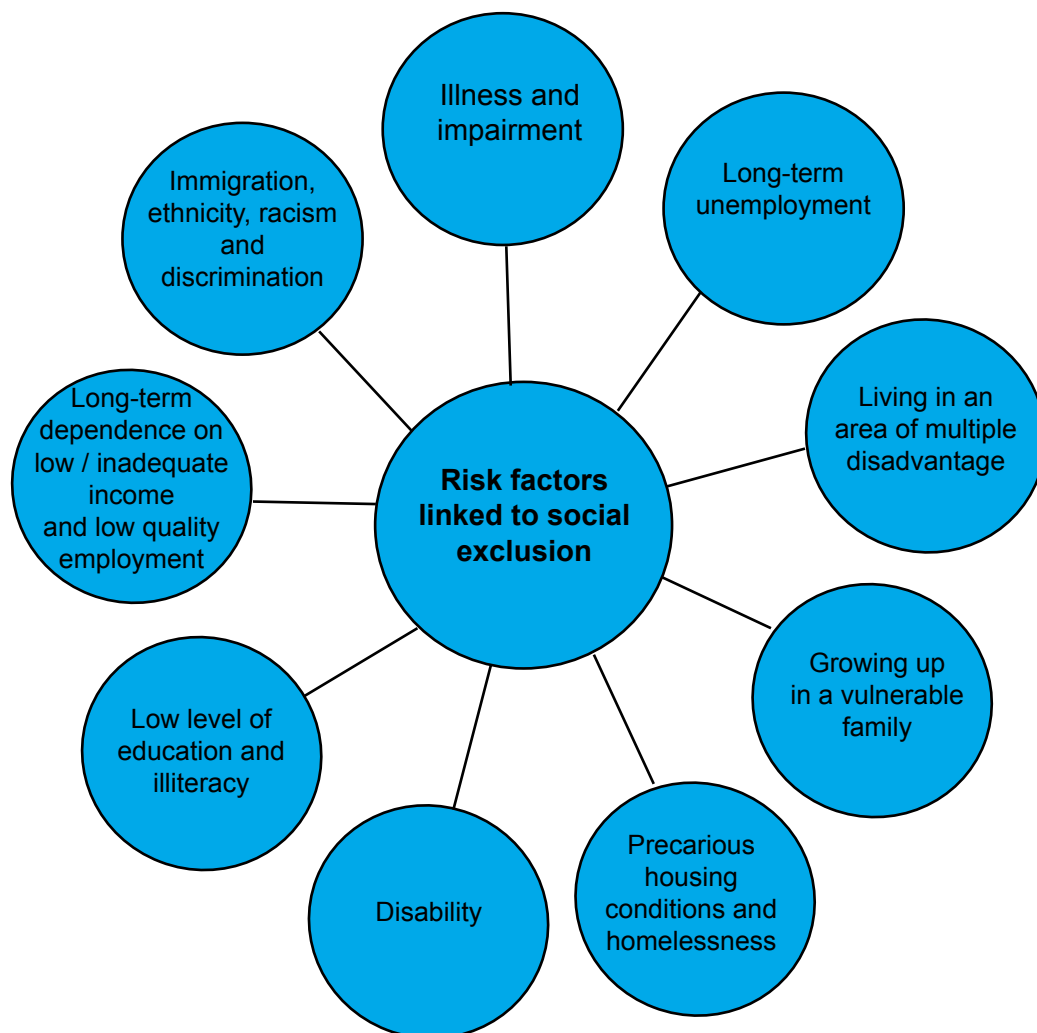 Illness and
impairment
Long-term
unemployment
Living in an
area of multiple
disadvantage
Growing up
in a vulnerable
family
Precarious
housing
conditions and
homelessness
Disability
Low level of
education and
illiteracy
Long-term
dependence on
low / inadequate
income
and low quality
employment
Immigration,
ethnicity, racism
and
discrimination
Risk factors
linked to social
exclusion